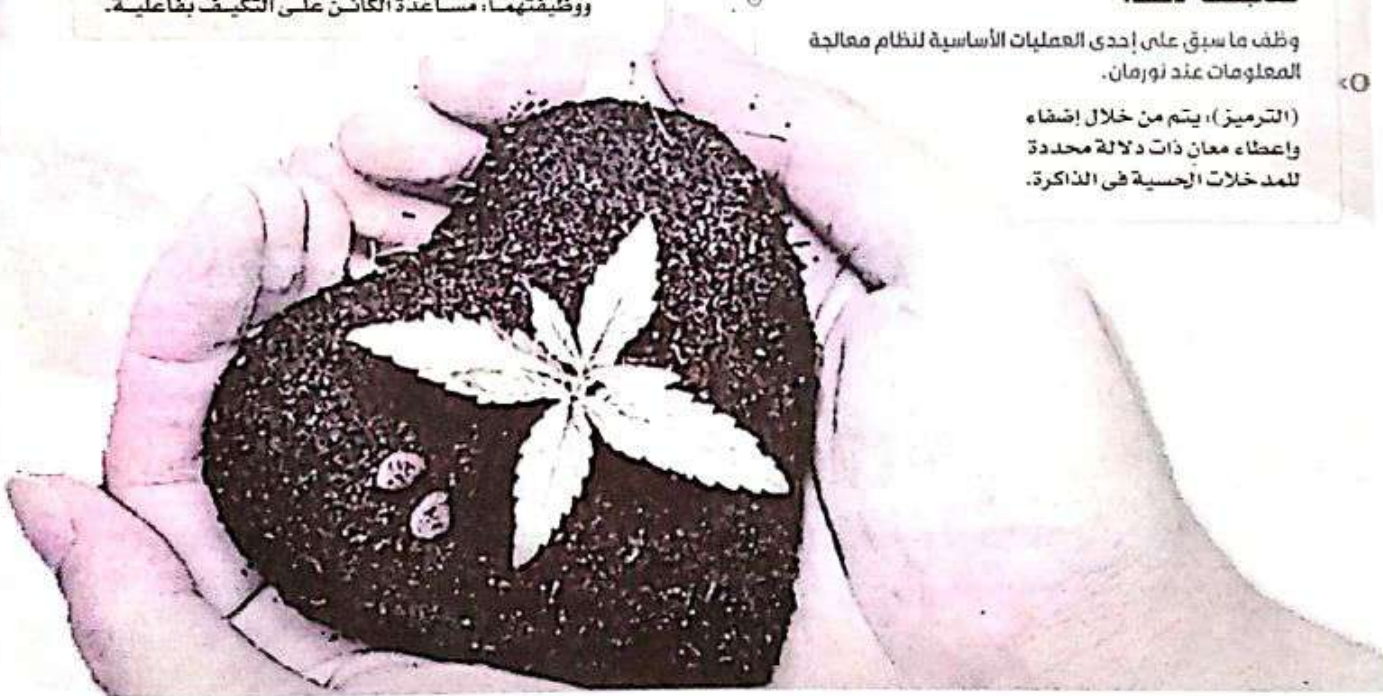 وظف ما سبق على إحدى العمليات الأساسية لنظام معالجة
المعلومات عند نورمان.
(الترميز): يتم من خلال إضفاء
وإعطاء معانٍ ذات دلالة محددة
للمدخلات الحسية في الذاكرة.
ووظيفتهما: مساعدة الكائن على التكيف بفاعلية.